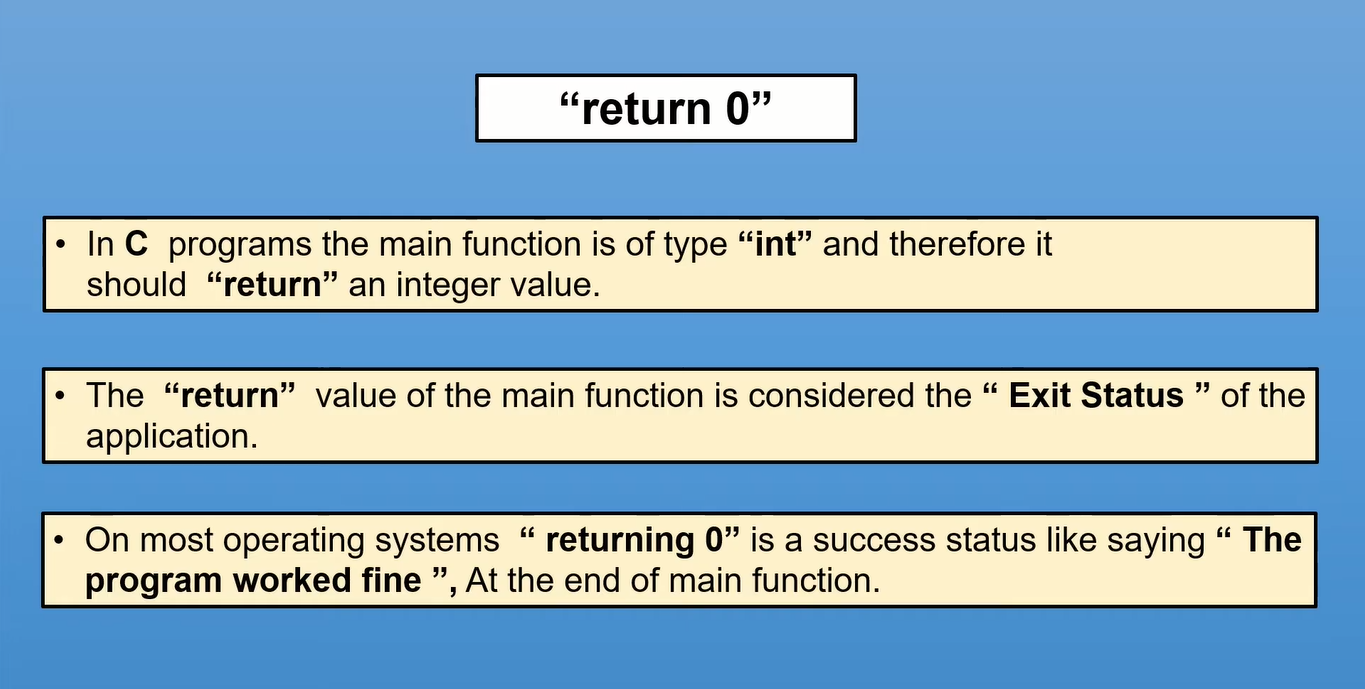 “return 0”
• In C programs the main function is of type “int” and therefore it
should “return” an integer value.
• The “return” value of the main function is considered the “ Exit Status ” of the
application.
• On most operating systems “ returning 0” is a success status like saying “ The
program worked fine ”, At the end of main function.